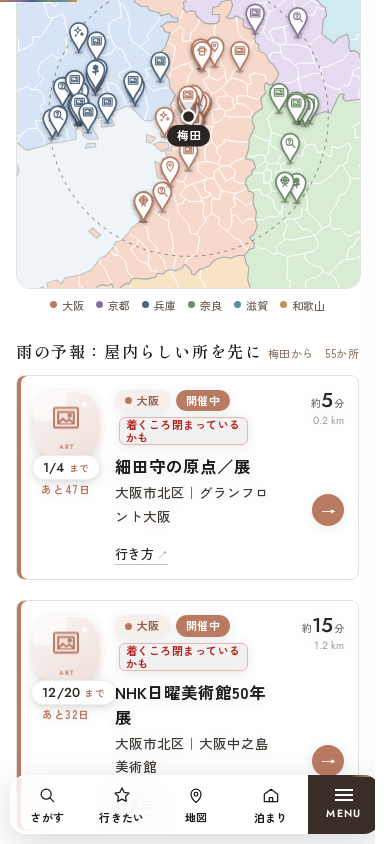 梅田
大阪 京都 兵庫 奈良 滋賀 和歌山
雨の予報：屋内らしい所を先に 梅田から 55か所
大阪 開催中
着くころ閉まっている
かも
約5分
0.2 km
ART
1/4 まで
あと47日
細田守の原点／展
大阪市北区｜グランフロ
ント大阪
行き方 ↗
→
大阪 開催中
着くころ閉まっている
かも
約15分
1.2 km
ART
12/20 まで
あと32日
NHK日曜美術館50年
展
大阪市北区｜大阪中之島
美術館
→
さがす 行きたい 地図 泊まり MENU